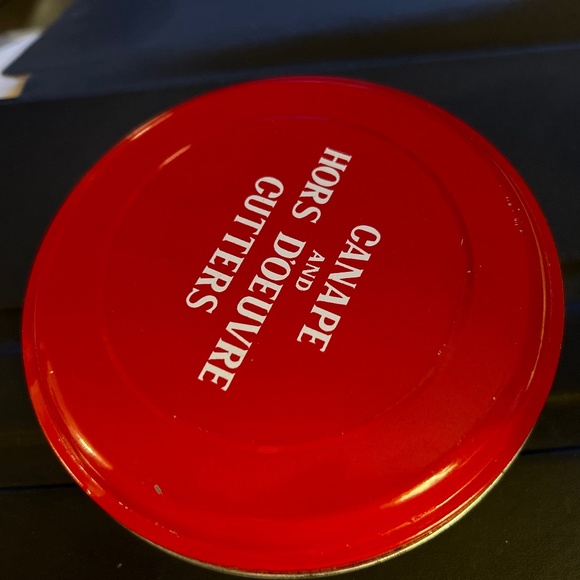 CANAPE
AND
HORS D'OEUVRE
CUTTERS